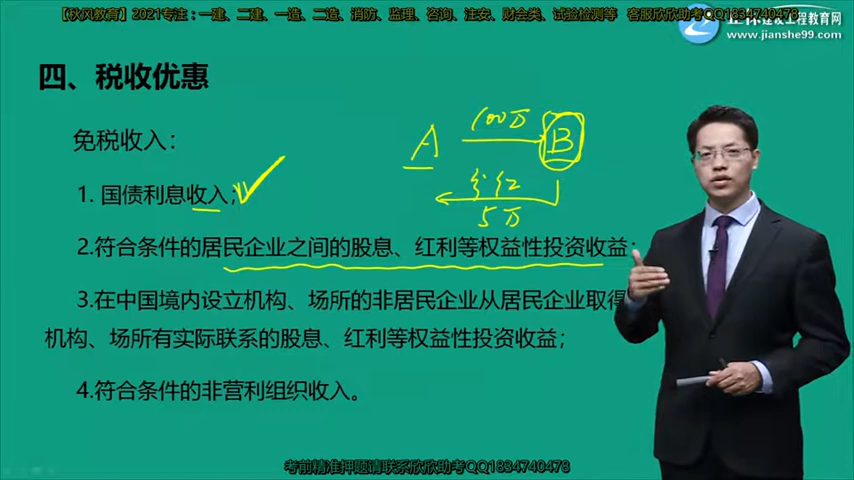 【秋风教育】2021专注：一建、二建、一造、二造、消防、监理、咨询、注安、财会类、试验检测等 客服欣欣助考QQ1834740478
建设工程教育网
www.jianshe99.com
四、税收优惠
免税收入：
A 100万 B
1. 国债利息收入；
分红
5万
2.符合条件的居民企业之间的股息、红利等权益性投资收益；
3.在中国境内设立机构、场所的非居民企业从居民企业取得
机构、场所有实际联系的股息、红利等权益性投资收益；
4.符合条件的非营利组织收入。
考前精准押题请联系欣欣助考QQ1834740478